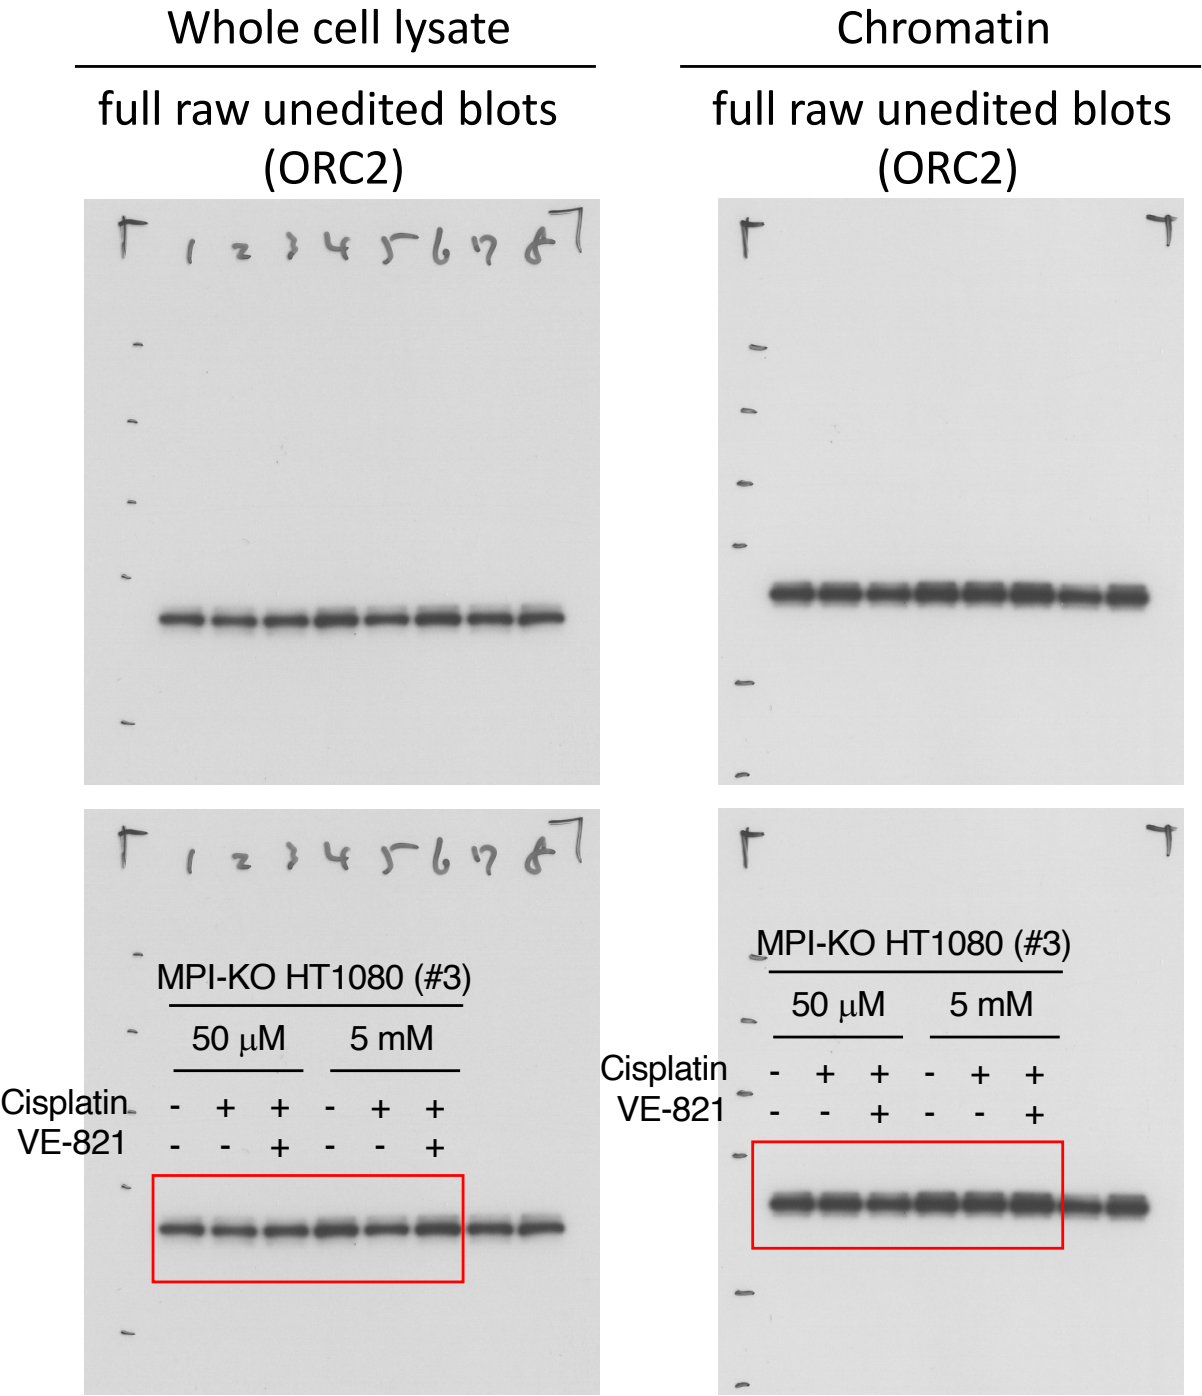 Whole cell lysate
full raw unedited blots
(ORC2)
1 2 3 4 5 6 7 8
MPI-KO HT1080 (#3)
50 μM 5 mM
Cisplatin - + + - + +
VE-821 - - + - - +
1 2 3 4 5 6 7 8
Chromatin
full raw unedited blots
(ORC2)
MPI-KO HT1080 (#3)
50 μM 5 mM
Cisplatin - + + - + +
VE-821 - - + - - +